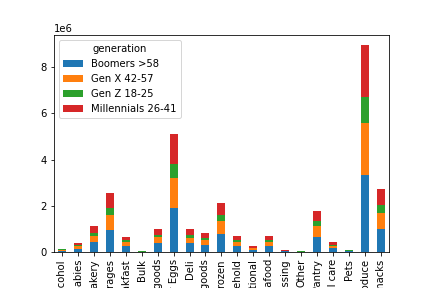 1e6
generation
Boomers >58
Gen X 42-57
Gen Z 18-25
Millennials 26-41
8
6
4
2
0
cohol
abies
akery
rages
kfast
Bulk
goods
Eggs
Deli
goods
rozen
ehold
tional
afood
ssing
Other
antry
l care
Pets
oduce
nacks